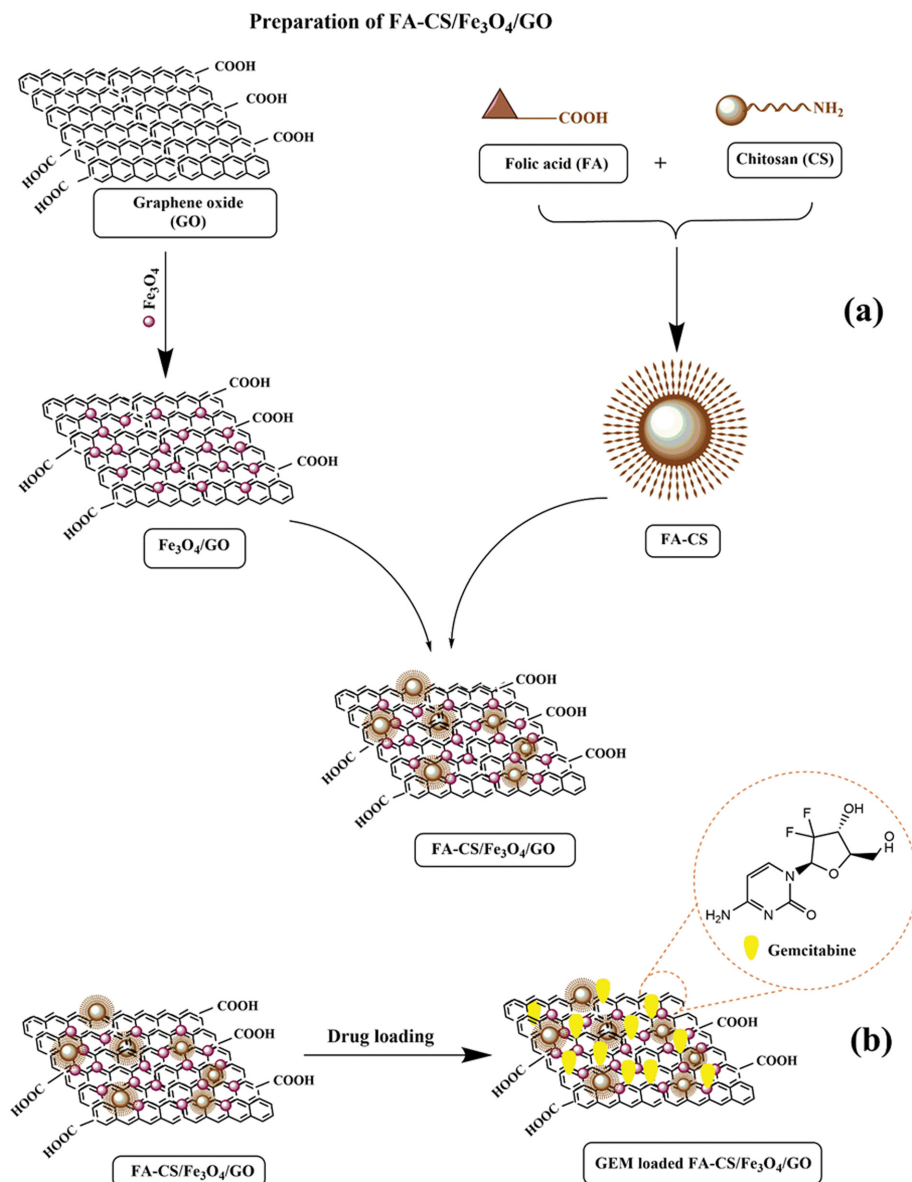 Preparation of FA-CS/Fe₃O₄/GO
COOH
COOH
COOH
HOOC
HOOC
Graphene oxide
(GO)
COOH
NH₂
Folic acid (FA)
+
Chitosan (CS)
Fe₃O₄
(a)
COOH
COOH
COOH
HOOC
HOOC
Fe₃O₄/GO
FA-CS
COOH
COOH
COOH
HOOC
HOOC
FA-CS/Fe₃O₄/GO
F
F
OH
O
H
N
O
H₂N
N
O
Gemcitabine
COOH
COOH
COOH
HOOC
HOOC
FA-CS/Fe₃O₄/GO
Drug loading
COOH
COOH
COOH
HOOC
HOOC
GEM loaded FA-CS/Fe₃O₄/GO
(b)